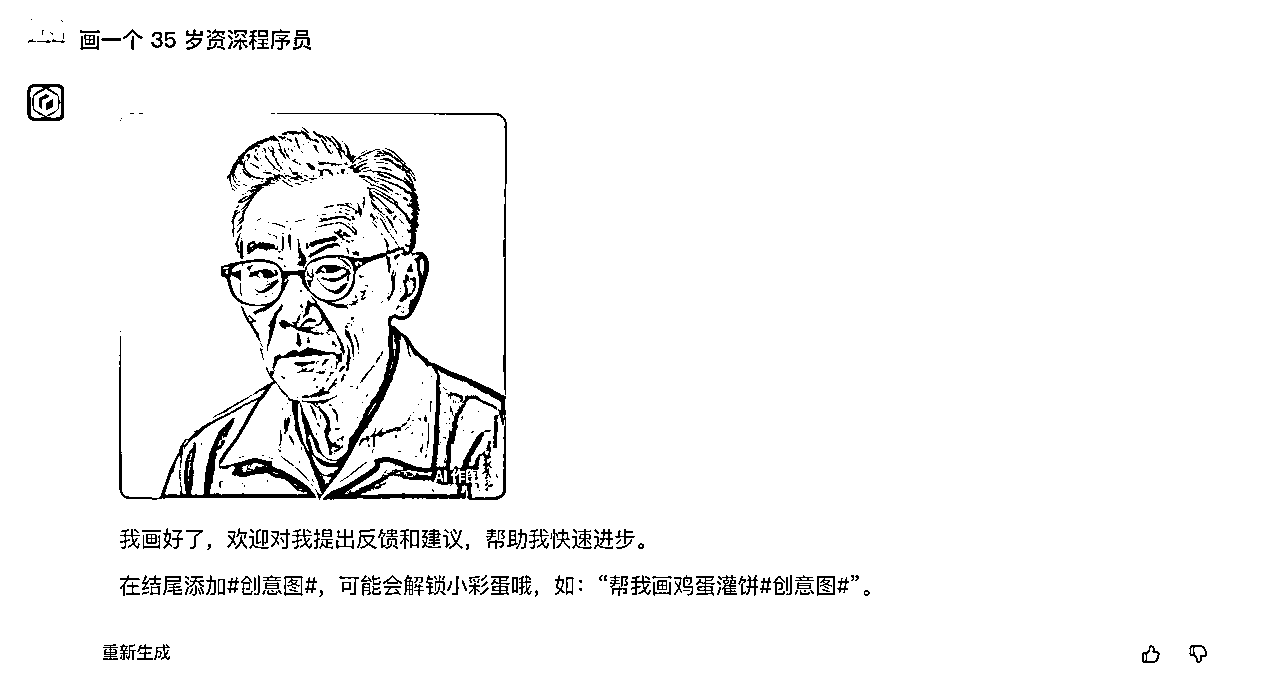 画一个 35 岁资深程序员
AI 作画
我画好了，欢迎对我提出反馈和建议，帮助我快速进步。
在结尾添加#创意图#，可能会解锁小彩蛋哦，如：“帮我画鸡蛋灌饼#创意图#”。
重新生成